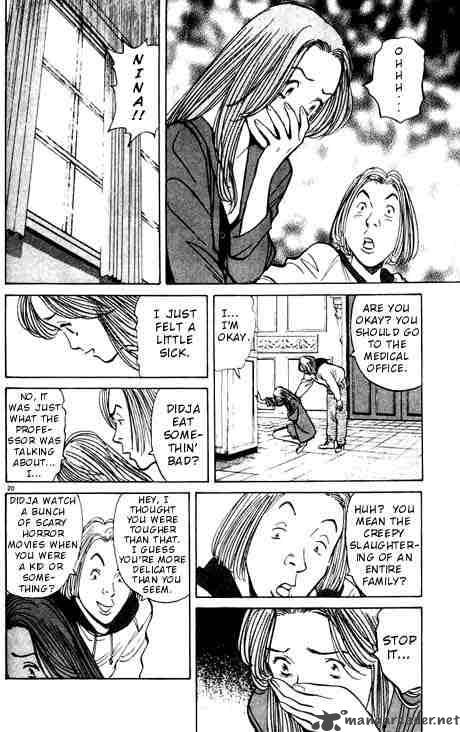 OHHH...
NINA!!
ARE YOU
OKAY? YOU
SHOULD GO
TO THE
MEDICAL
OFFICE.
I...
I'M
OKAY.
I JUST
FELT A
LITTLE
SICK.
DIDJA
EAT
SOME-
THIN'
BAD?
NO, IT
WAS JUST
WHAT THE
PROFE-
SSOR WAS
TALKING
ABOUT...
I...
20
HUH? YOU
MEAN THE
CREEPY
SLAUGHTER-
ING OF AN
ENTIRE
FAMILY?
HEY, I
THOUGHT
YOU WERE
TOUGHER
THAN THAT.
I GUESS
YOU'RE MORE
DELICATE
THAN YOU
SEEM.
DIDJA WATCH
A BUNCH
OF SCARY
HORROR
MOVIES WHEN
YOU WERE
A KID OR
SOME-
THING?
STOP
IT...
mangareader.net